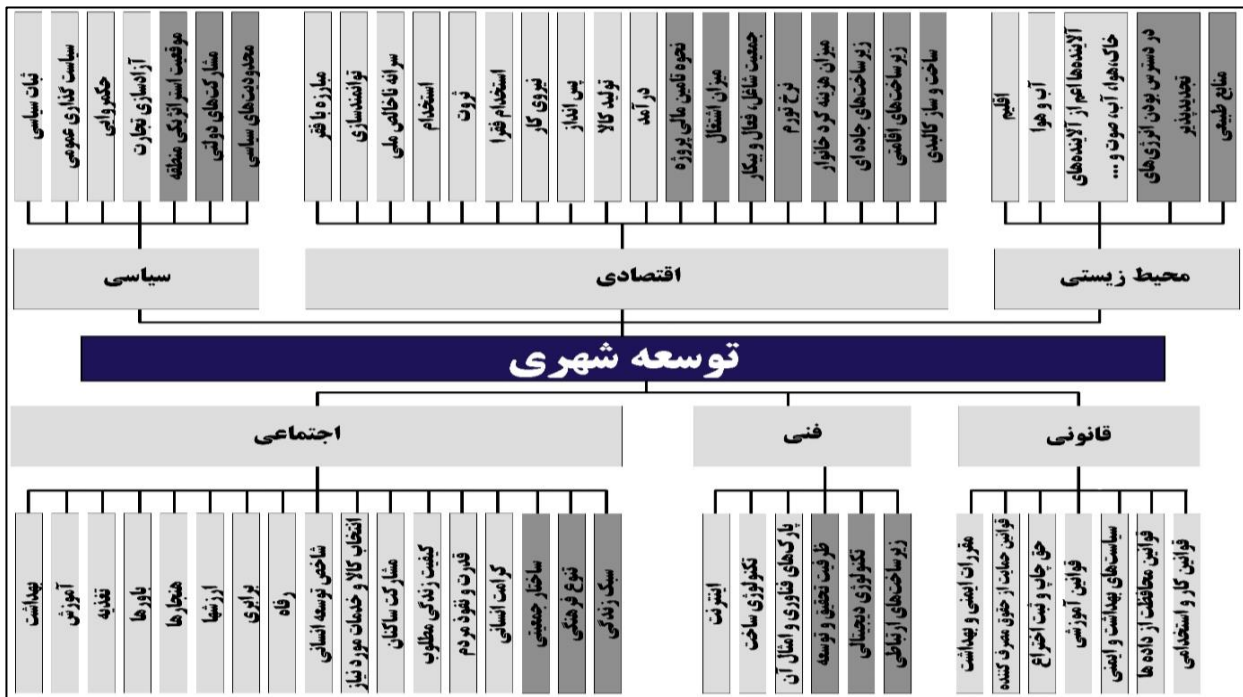 منابع طبیعی
در دسترس بودن انرژی‌های
تجدیدپذیر
آلاینده‌ها اعم از آلاینده‌های
خاک،هوا، آب، صوت و
...
آب و هوا
اقلیم
ساخت و ساز کالبدی
زیرساخت‌های اقامتی
زیرساخت‌های جاده ای
میزان هزینه کرد خانوار
نرخ تورم
جمعیت شاغل، فعال و بیکار
میزان اشتغال
نحوه تامین مالی پروژه
در آمد
تولید کالا
پس انداز
نیروی کار
استخدام فقرا
ثروت
استخدام
سرانه ناخالص ملی
توانمندسازی
مبارزه با فقر
محدودیت‌های سیاسی
مشارکت‌های دولتی
موقعیت استراتژیکی منطقه
آزادسازی تجارت
حکمروایی
سیاست گذاری عمومی
ثبات سیاسی
محیط زیستی
اقتصادی
سیاسی
توسعه شهری
قانونی
فنی
اجتماعی
قوانین کار و استخدامی
قوانین محافظت از داده ها
سیاست‌های بهداشت و ایمنی
حق چاپ و ثبت اختراع
قوانین آموزشی
قوانین حمایت از حقوق مصرف کننده
مقررات ایمنی و بهداشت
زیرساخت‌های ارتباطی
تکنولوژی دیجیتالی
ظرفیت تحقیق و توسعه
پارک‌های فناوری و امثال آن
تکنولوژی ساخت
اینترنت
سبک زندگی
تنوع فرهنگی
ساختار جمعیتی
کرامت انسانی
قدرت و نفوذ مردم
کیفیت زندگی مطلوب
مشارکت ساکنان
انتخاب کالا و خدمات مورد نیاز
شاخص توسعه انسانی
رفاه
برابری
ارزشها
هنجارها
باورها
تغذیه
آموزش
بهداشت